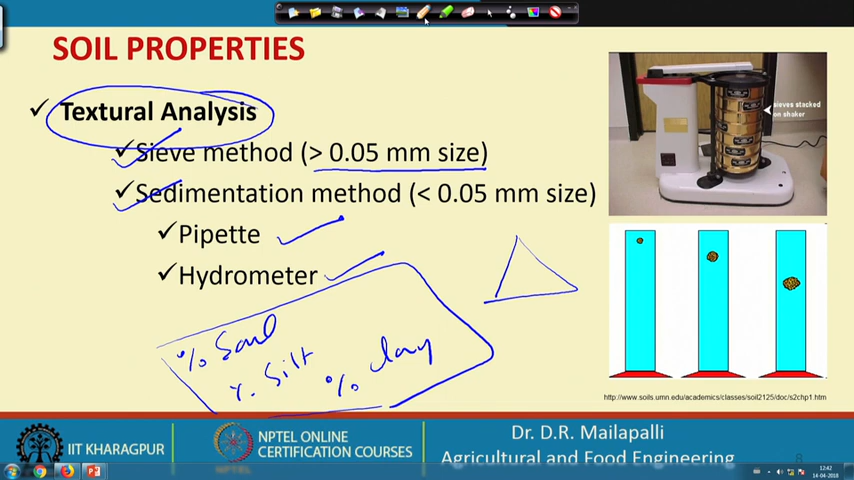 SOIL PROPERTIES
✓ Textural Analysis
✓Sieve method (> 0.05 mm size)
✓Sedimentation method (< 0.05 mm size)
✓Pipette
✓Hydrometer
% Sand
% Silt
% clay
sieves stacked
on shaker
http://www.soils.umn.edu/academics/classes/soil2125/doc/s2chp1.htm
IIT KHARAGPUR
NPTEL ONLINE
CERTIFICATION COURSES
Dr. D.R. Mailapalli
Agricultural and Food Engineering
8
12:42
14-04-2018